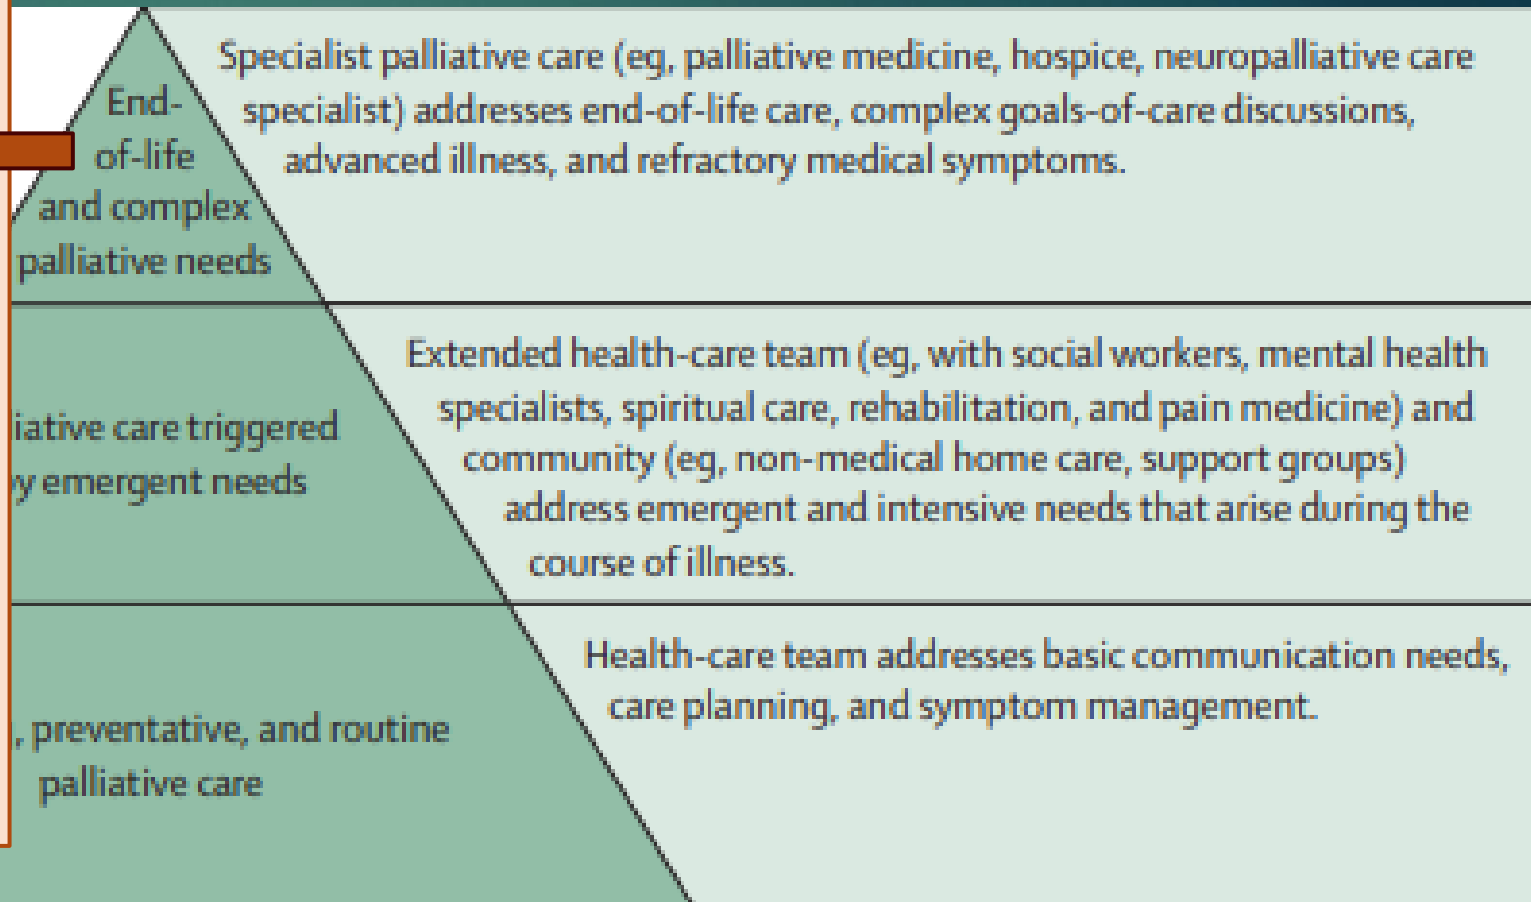 End-
of-life
and complex
palliative needs
Specialist palliative care (eg, palliative medicine, hospice, neuropalliative care
specialist) addresses end-of-life care, complex goals-of-care discussions,
advanced illness, and refractory medical symptoms.
iative care triggered
y emergent needs
Extended health-care team (eg, with social workers, mental health
specialists, spiritual care, rehabilitation, and pain medicine) and
community (eg, non-medical home care, support groups)
address emergent and intensive needs that arise during the
course of illness.
, preventative, and routine
palliative care
Health-care team addresses basic communication needs,
care planning, and symptom management.